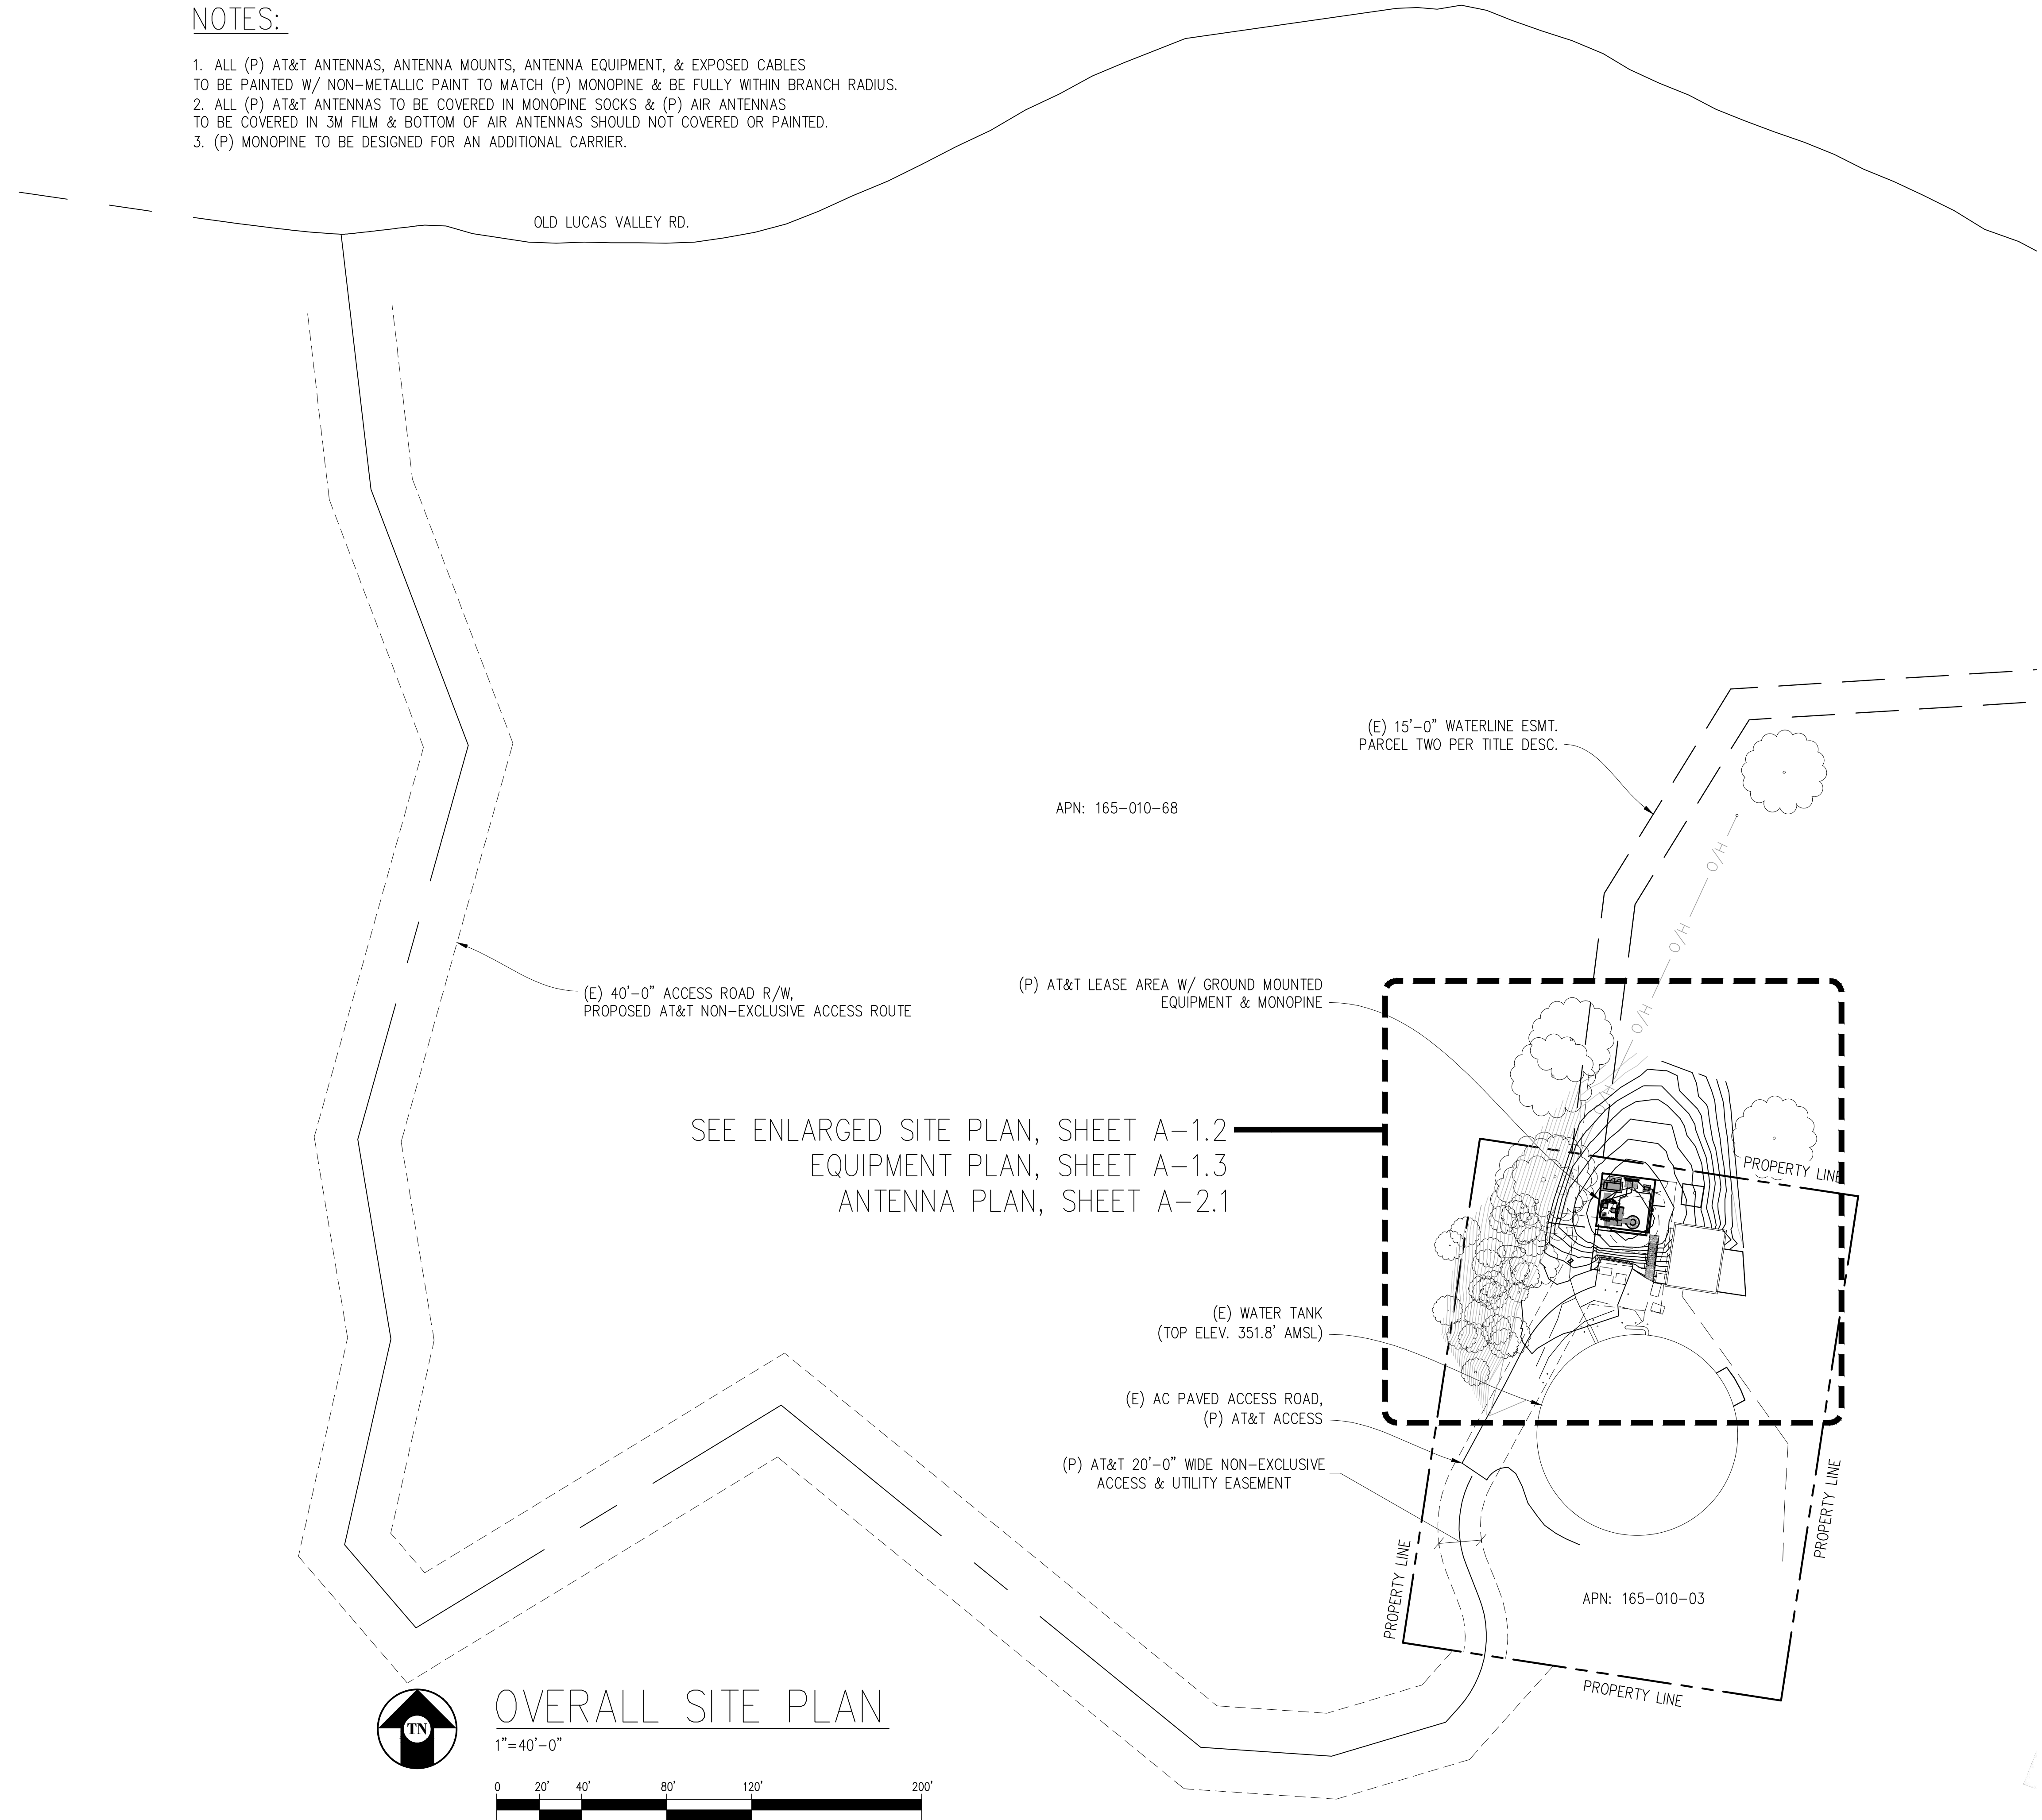 NOTES:
1. ALL (P) AT&T ANTENNAS, ANTENNA MOUNTS, ANTENNA EQUIPMENT, & EXPOSED CABLES
TO BE PAINTED W/ NON-METALLIC PAINT TO MATCH (P) MONOPINE & BE FULLY WITHIN BRANCH RADIUS.
2. ALL (P) AT&T ANTENNAS TO BE COVERED IN MONOPINE SOCKS & (P) AIR ANTENNAS
TO BE COVERED IN 3M FILM & BOTTOM OF AIR ANTENNAS SHOULD NOT COVERED OR PAINTED.
3. (P) MONOPINE TO BE DESIGNED FOR AN ADDITIONAL CARRIER.
OLD LUCAS VALLEY RD.
(E) 15'-0" WATERLINE ESMT.
PARCEL TWO PER TITLE DESC.
APN: 165-010-68
O/H
O/H
O/H
O/H
(E) 40'-0" ACCESS ROAD R/W,
PROPOSED AT&T NON-EXCLUSIVE ACCESS ROUTE
(P) AT&T LEASE AREA W/ GROUND MOUNTED
EQUIPMENT & MONOPINE
SEE ENLARGED SITE PLAN, SHEET A-1.2
EQUIPMENT PLAN, SHEET A-1.3
ANTENNA PLAN, SHEET A-2.1
PROPERTY LINE
(E) WATER TANK
(TOP ELEV. 351.8' AMSL)
(E) AC PAVED ACCESS ROAD,
(P) AT&T ACCESS
(P) AT&T 20'-0" WIDE NON-EXCLUSIVE
ACCESS & UTILITY EASEMENT
PROPERTY LINE
PROPERTY LINE
APN: 165-010-03
PROPERTY LINE
TN
OVERALL SITE PLAN
1"=40'-0"
0 20' 40' 80' 120' 200'